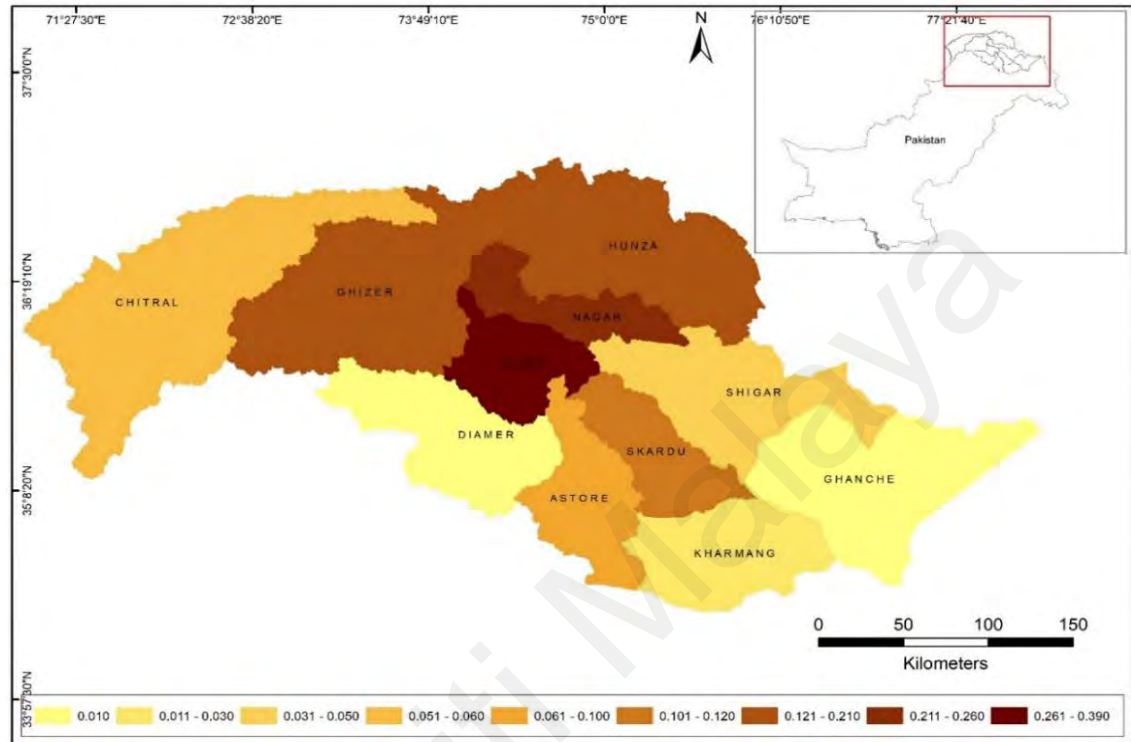 71°27'30"E 72°38'20"E 73°49'10"E 75°0'0"E 76°10'50"E 77°21'40"E
N
37°30'0"N
Pakistan
HUNZA
36°19'10"N
CHITRAL
GHIZER
NAGAR
SHIGAR
DIAMER
SKARDU
GHANCHE
35°8'20"N
ASTORE
KHARMANG
0 50 100 150
Kilometers
33°57'30"N
0.010 0.011 - 0.030 0.031 - 0.050 0.051 - 0.060 0.061 - 0.100 0.101 - 0.120 0.121 - 0.210 0.211 - 0.260 0.261 - 0.390
iti Malaya